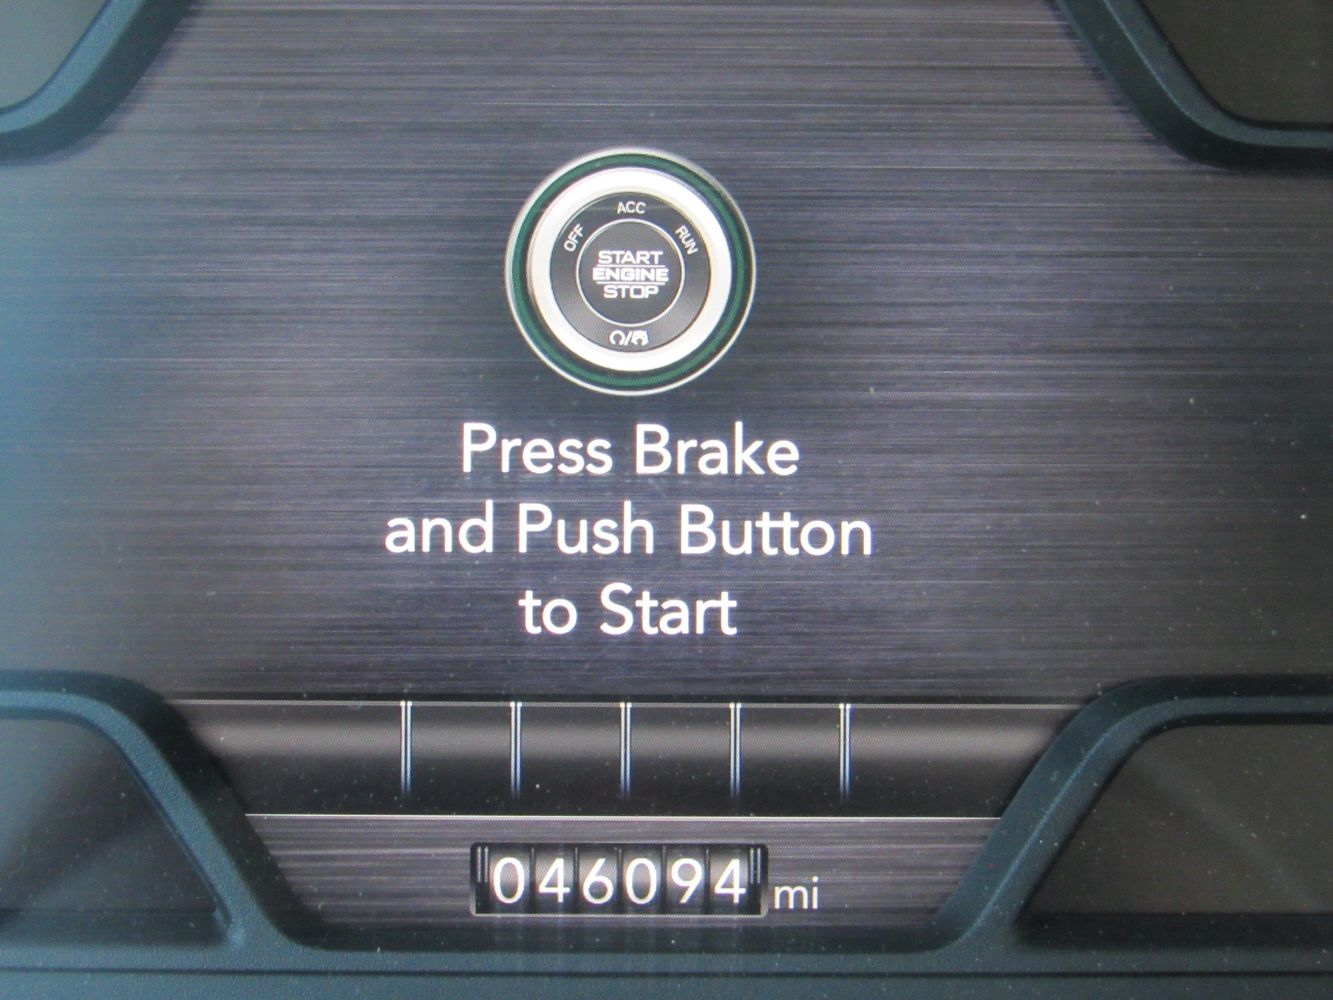 ACC
OFF
RUN
START
ENGINE
STOP
Press Brake
and Push Button
to Start
046094 mi